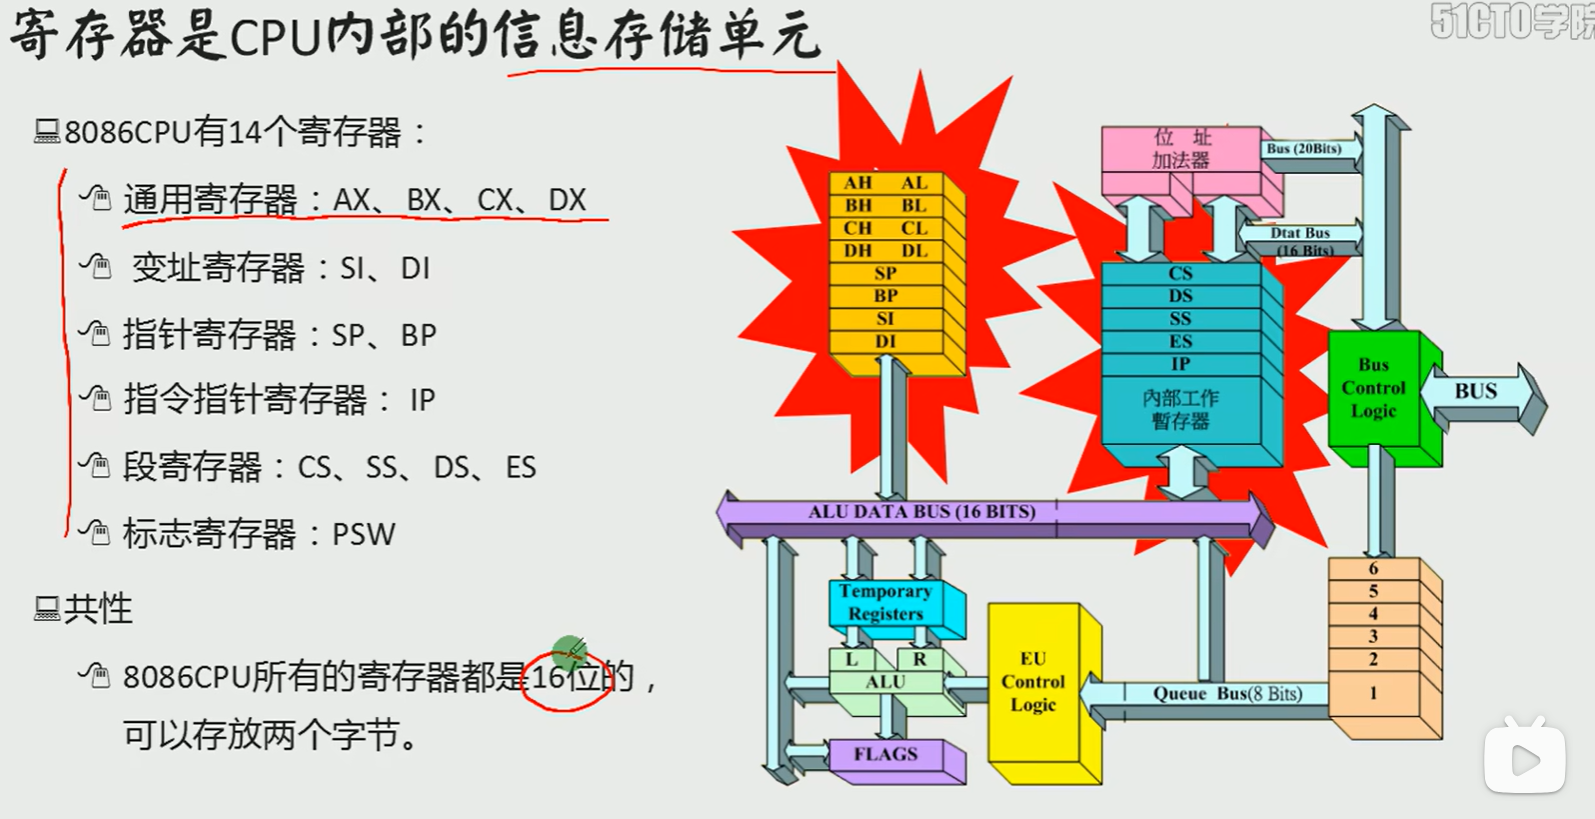 寄存器是CPU内部的信息存储单元
51CTO学院
8086CPU有14个寄存器：
通用寄存器：AX、BX、CX、DX
变址寄存器：SI、DI
指针寄存器：SP、BP
指令指针寄存器： IP
段寄存器：CS、SS、DS、ES
标志寄存器：PSW
共性
8086CPU所有的寄存器都是16位的，
可以存放两个字节。
AH AL
BH BL
CH CL
DH DL
SP
BP
SI
DI
位 址
加法器
Bus (20Bits)
Dtat Bus
(16 Bits)
CS
DS
SS
ES
IP
內部工作
暫存器
Bus
Control
Logic
BUS
ALU DATA BUS (16 BITS)
Temporary
Registers
L R
ALU
FLAGS
EU
Control
Logic
Queue Bus(8 Bits)
6
5
4
3
2
1